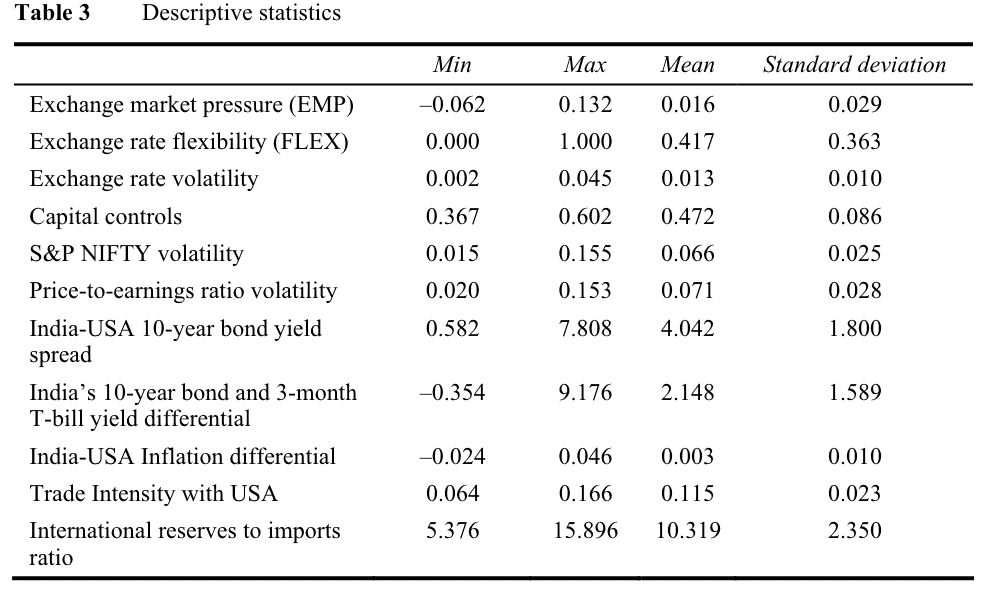 Table 3 Descriptive statistics
Min Max Mean Standard deviation
Exchange market pressure (EMP) –0.062 0.132 0.016 0.029
Exchange rate flexibility (FLEX) 0.000 1.000 0.417 0.363
Exchange rate volatility 0.002 0.045 0.013 0.010
Capital controls 0.367 0.602 0.472 0.086
S&P NIFTY volatility 0.015 0.155 0.066 0.025
Price-to-earnings ratio volatility 0.020 0.153 0.071 0.028
India-USA 10-year bond yield 0.582 7.808 4.042 1.800
spread
India’s 10-year bond and 3-month –0.354 9.176 2.148 1.589
T-bill yield differential
India-USA Inflation differential –0.024 0.046 0.003 0.010
Trade Intensity with USA 0.064 0.166 0.115 0.023
International reserves to imports 5.376 15.896 10.319 2.350
ratio